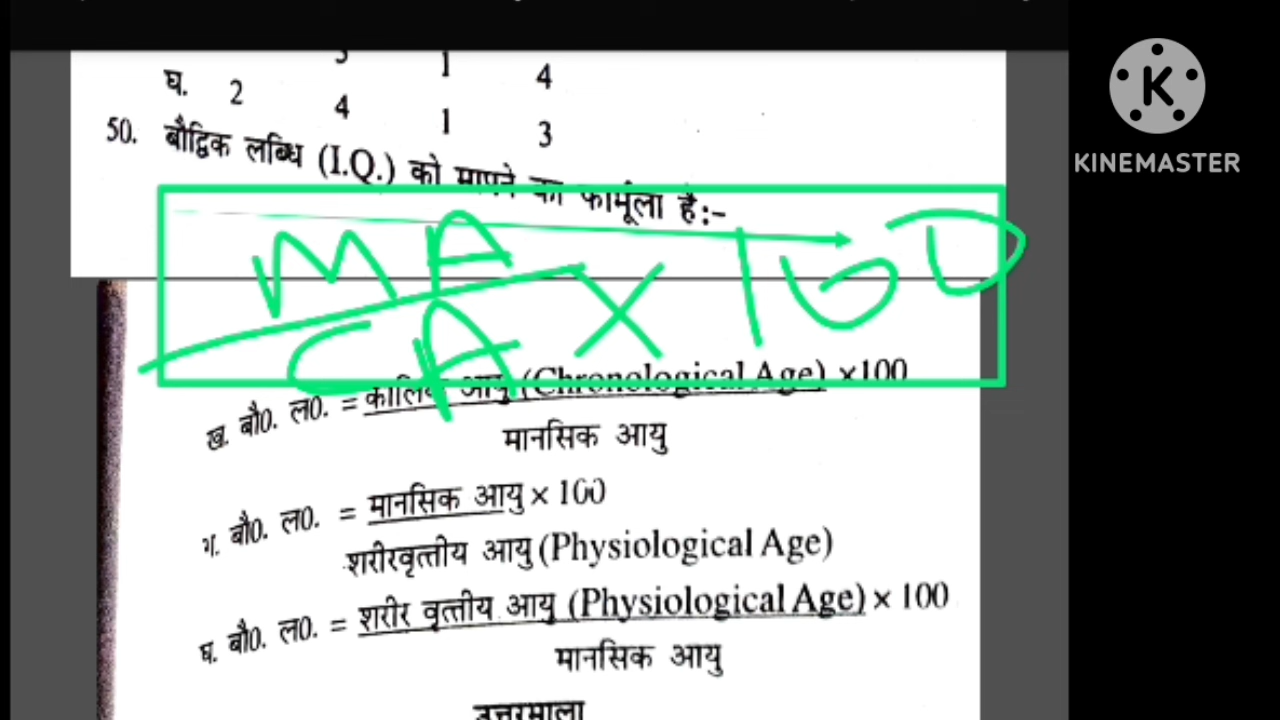 घ. 2 4 1 3
1 4
50. बौद्धिक लब्धि (I.Q.) को मापने का फार्मूला है:-
MA
CA × 100
ख. बौ0. ल0. = कालिक आयु (Chronological Age) ×100
मानसिक आयु
ग. बौ0. ल0. = मानसिक आयु × 100
शरीरवृत्तीय आयु (Physiological Age)
घ. बौ0. ल0. = शरीर वृत्तीय आयु (Physiological Age) × 100
मानसिक आयु
उत्तरमाला
K
KINEMASTER